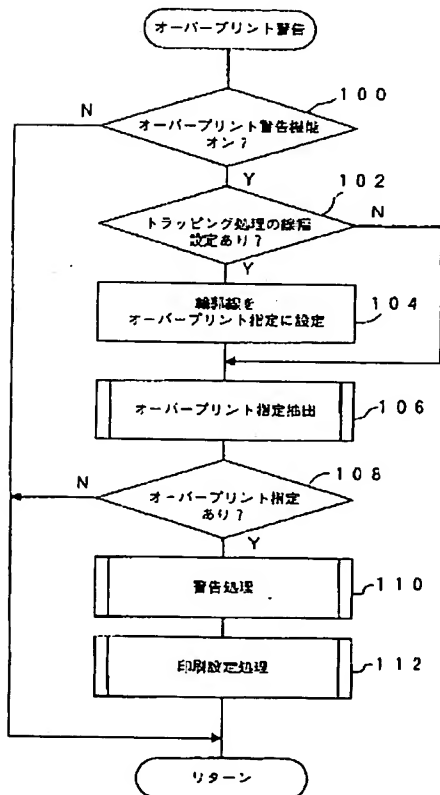 オーバープリント警告
N
100
オーバープリント警告機能
オン?
Y
102
トラッピング処理の線幅
設定あり?
N
Y
輪郭線を
オーバープリント指定に設定
104
オーバープリント指定抽出
106
108
N
オーバープリント指定
あり?
Y
警告処理
110
印刷設定処理
112
リターン